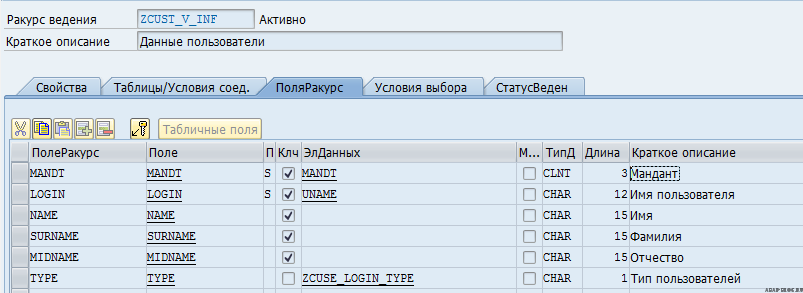 Ракурс ведения ZCUST_V_INF Активно
Краткое описание Данные пользователи
Свойства Таблицы/Условия соед. ПоляРакурс Условия выбора СтатусВеден
Табличные поля
ПолеРакурс Поле П Клч ЭлДанных М... ТипД Длина Краткое описание
MANDT MANDT S MANDT CLNT 3 Мандант
LOGIN LOGIN S UNAME CHAR 12 Имя пользователя
NAME NAME CHAR 15 Имя
SURNAME SURNAME CHAR 15 Фамилия
MIDNAME MIDNAME CHAR 15 Отчество
TYPE TYPE ZCUSE_LOGIN_TYPE CHAR 1 Тип пользователей